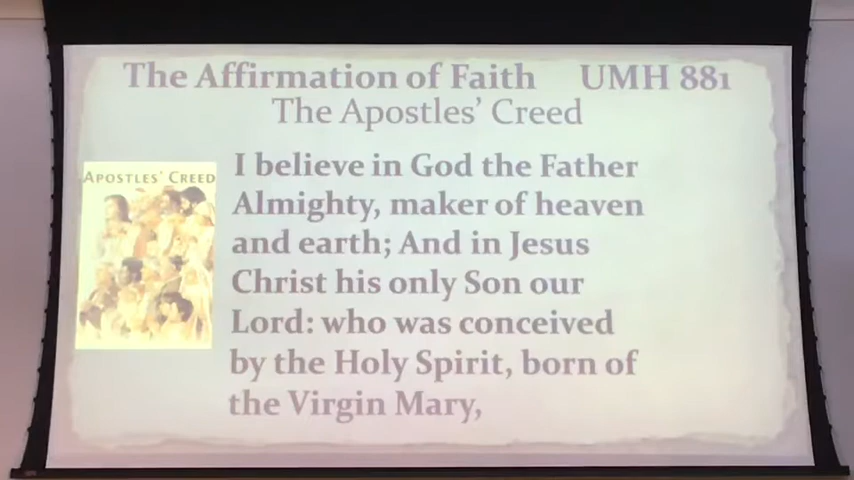 The Affirmation of Faith UMH 881
The Apostles' Creed
APOSTLES' CREED
I believe in God the Father
Almighty, maker of heaven
and earth; And in Jesus
Christ his only Son our
Lord: who was conceived
by the Holy Spirit, born of
the Virgin Mary,